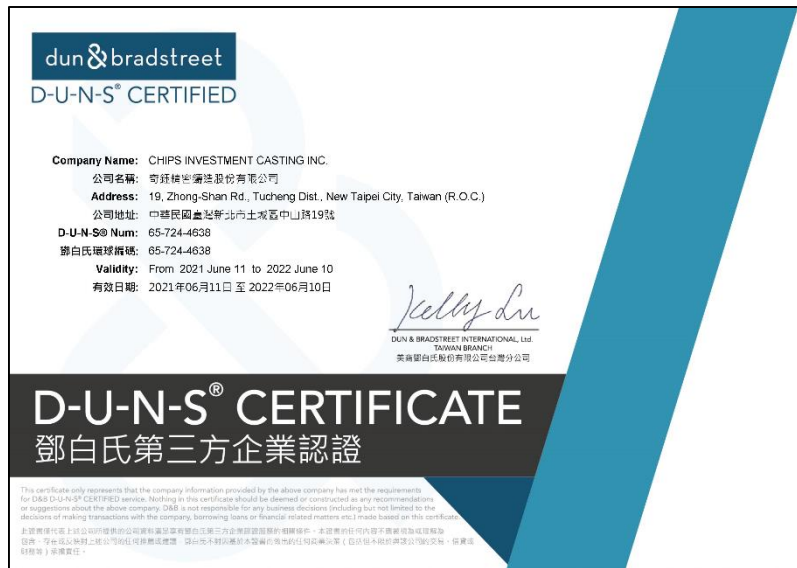 dun & bradstreet
D-U-N-S® CERTIFIED
Company Name: CHIPS INVESTMENT CASTING INC.
公司名稱: 奇鈺精密鑄造股份有限公司
Address: 19, Zhong-Shan Rd., Tucheng Dist., New Taipei City, Taiwan (R.O.C.)
公司地址: 中華民國臺灣新北市土城區中山路19號
D-U-N-S® Num: 65-724-4638
鄧白氏環球編碼: 65-724-4638
Validity: From 2021 June 11 to 2022 June 10
有效日期: 2021年06月11日 至 2022年06月10日
Kelly Lu
DUN & BRADSTREET INTERNATIONAL, Ltd.
TAIWAN BRANCH
美商鄧白氏股份有限公司台灣分公司
D-U-N-S® CERTIFICATE
鄧白氏第三方企業認證
This certificate only represents that the company information provided by the above company has met the requirements
for D&B D-U-N-S® CERTIFIED service. Nothing in this certificate should be deemed or constructed as any recommendations
or suggestions about the above company. D&B is not responsible for any business decisions (including but not limited to the
decisions of making transactions with the company, borrowing loans or financial related matters etc.) made based on this certificate.